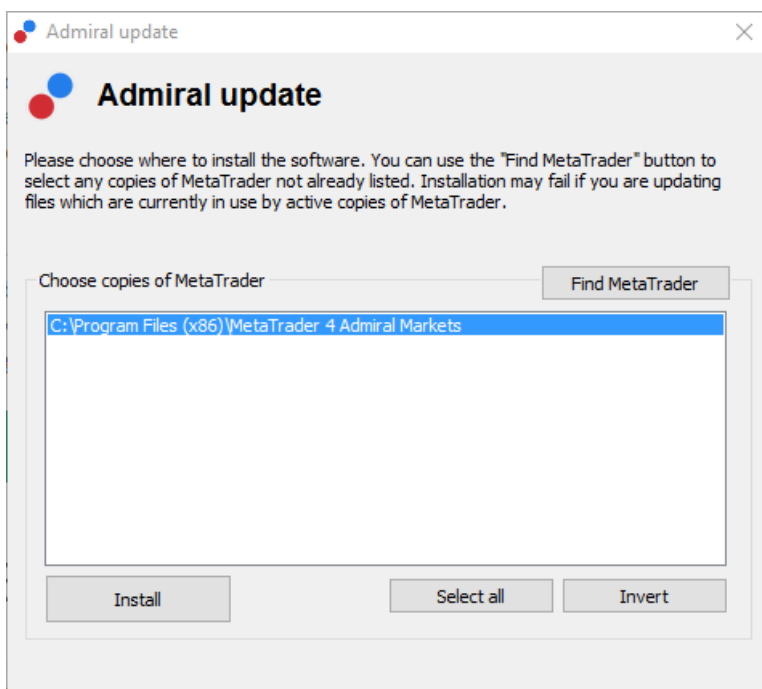 Admiral update
Admiral update
Please choose where to install the software. You can use the "Find MetaTrader" button to
select any copies of MetaTrader not already listed. Installation may fail if you are updating
files which are currently in use by active copies of MetaTrader.
Choose copies of MetaTrader
Find MetaTrader
C:\Program Files (x86)\MetaTrader 4 Admiral Markets
Install
Select all
Invert